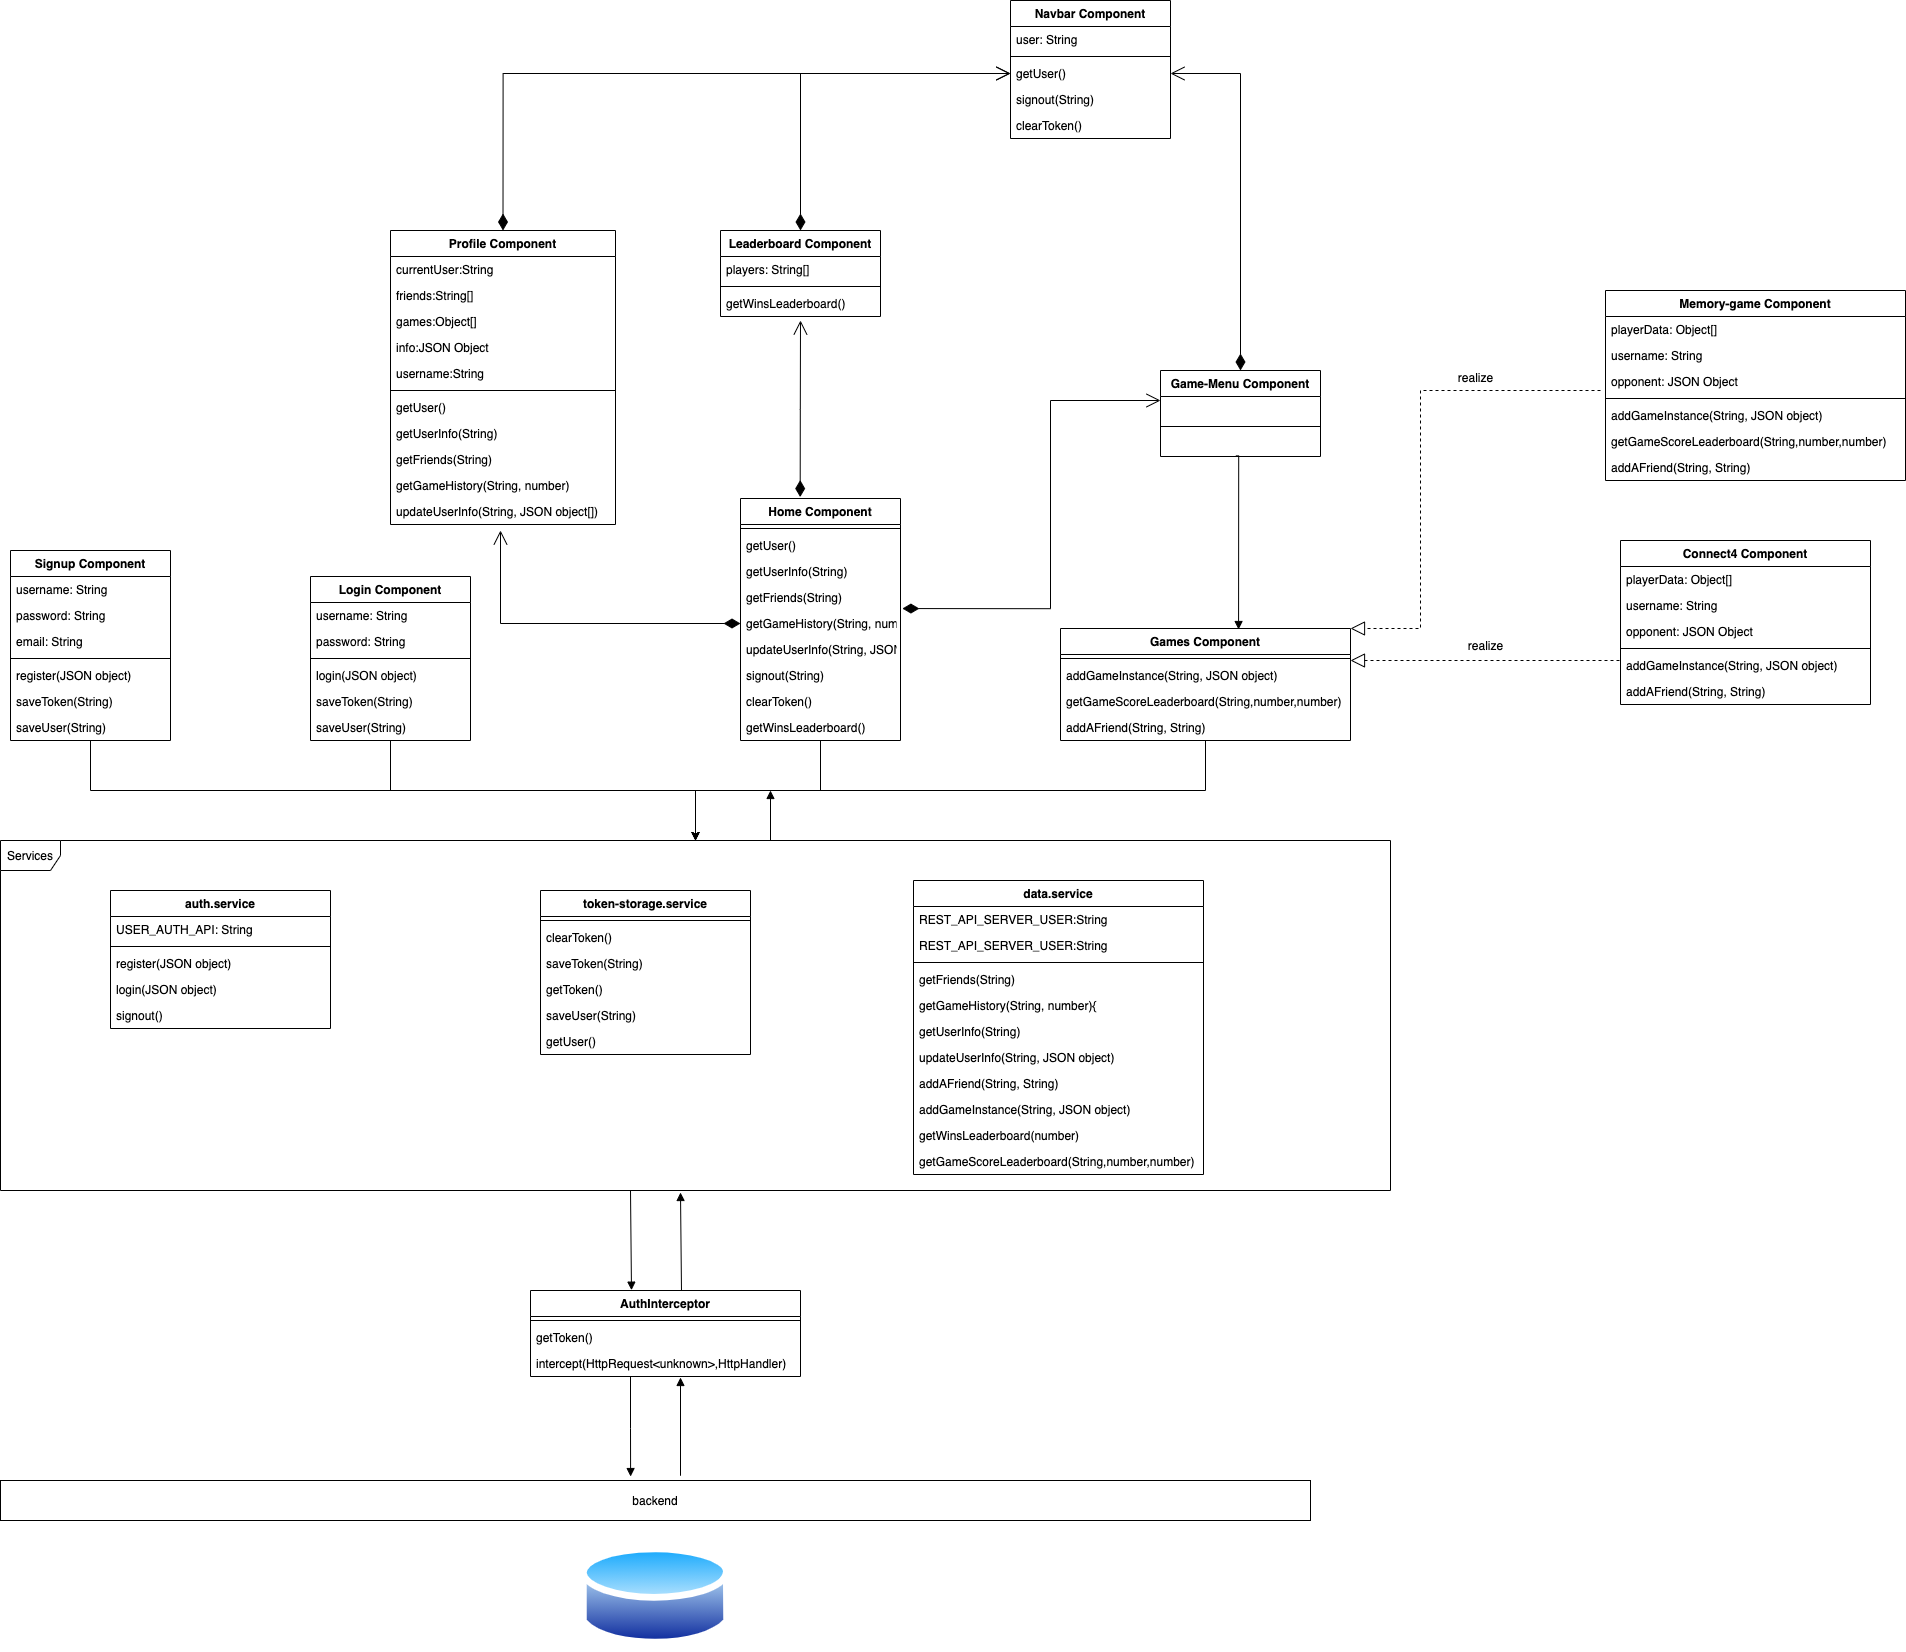 Navbar Component
user: String
getUser()
signout(String)
clearToken()
Profile Component
currentUser:String
friends:String[]
games:Object[]
info:JSON Object
username:String
getUser()
getUserInfo(String)
getFriends(String)
getGameHistory(String, number)
updateUserInfo(String, JSON object[])
Leaderboard Component
players: String[]
getWinsLeaderboard()
Game-Menu Component
Memory-game Component
playerData: Object[]
username: String
opponent: JSON Object
addGameInstance(String, JSON object)
getGameScoreLeaderboard(String,number,number)
addAFriend(String, String)
realize
Signup Component
username: String
password: String
email: String
register(JSON object)
saveToken(String)
saveUser(String)
Login Component
username: String
password: String
login(JSON object)
saveToken(String)
saveUser(String)
Home Component
getUser()
getUserInfo(String)
getFriends(String)
getGameHistory(String, num
updateUserInfo(String, JSO
signout(String)
clearToken()
getWinsLeaderboard()
Games Component
addGameInstance(String, JSON object)
getGameScoreLeaderboard(String,number,number)
addAFriend(String, String)
realize
Connect4 Component
playerData: Object[]
username: String
opponent: JSON Object
addGameInstance(String, JSON object)
addAFriend(String, String)
Services
auth.service
USER_AUTH_API: String
register(JSON object)
login(JSON object)
signout()
token-storage.service
clearToken()
saveToken(String)
getToken()
saveUser(String)
getUser()
data.service
REST_API_SERVER_USER:String
REST_API_SERVER_USER:String
getFriends(String)
getGameHistory(String, number){
getUserInfo(String)
updateUserInfo(String, JSON object)
addAFriend(String, String)
addGameInstance(String, JSON object)
getWinsLeaderboard(number)
getGameScoreLeaderboard(String,number,number)
AuthInterceptor
getToken()
intercept(HttpRequest<unknown>,HttpHandler)
backend